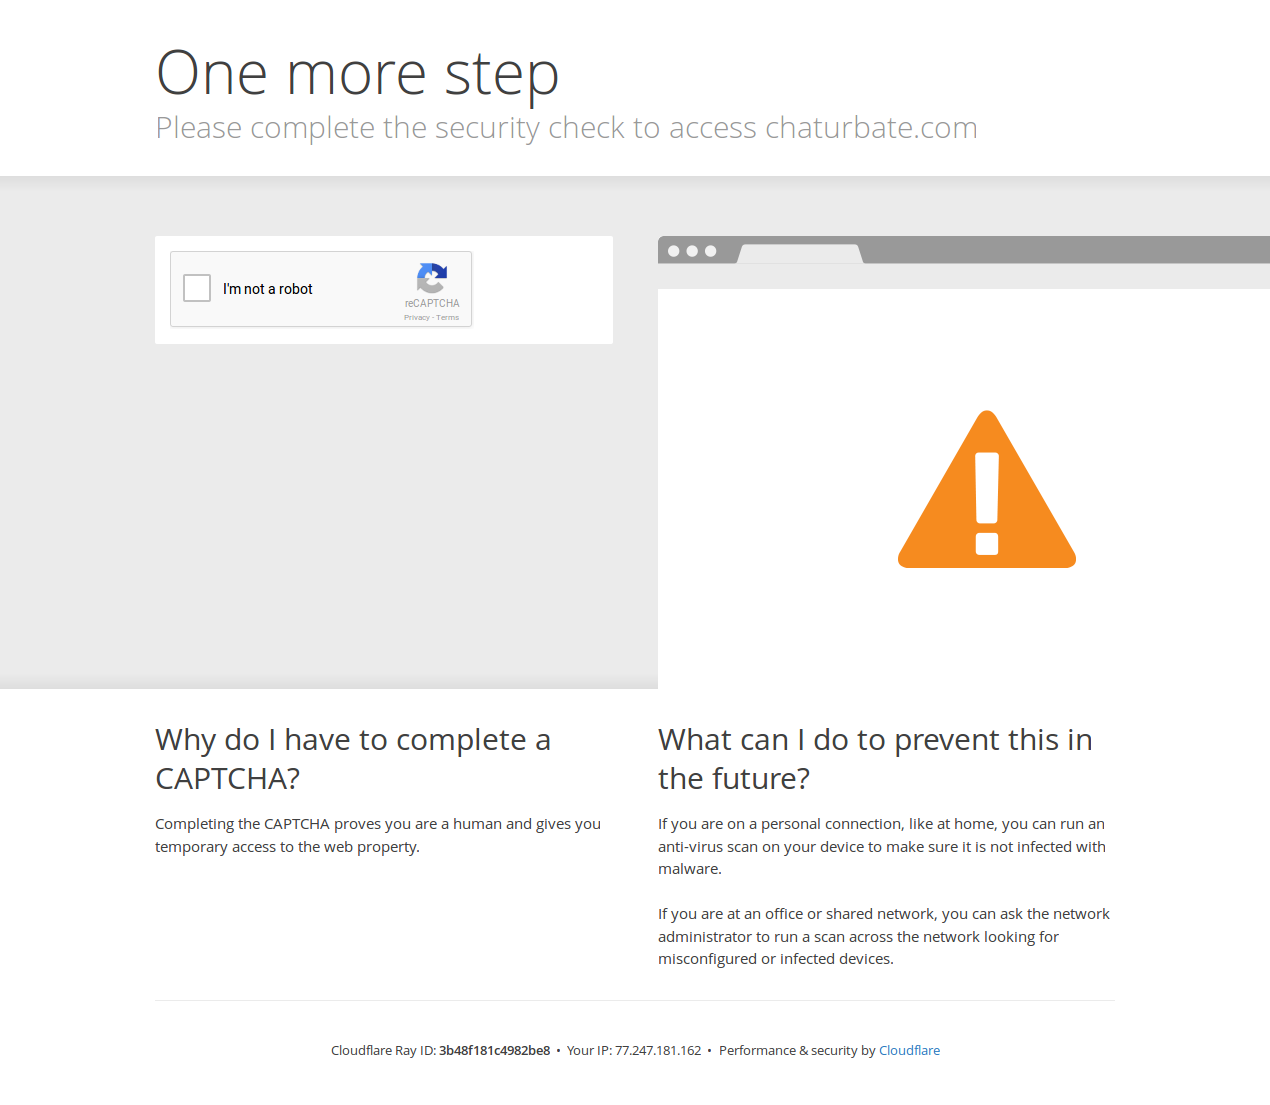 One more step
Please complete the security check to access chaturbate.com
I'm not a robot
reCAPTCHA
Privacy - Terms
Why do I have to complete a
CAPTCHA?
Completing the CAPTCHA proves you are a human and gives you
temporary access to the web property.
What can I do to prevent this in
the future?
If you are on a personal connection, like at home, you can run an
anti-virus scan on your device to make sure it is not infected with
malware.
If you are at an office or shared network, you can ask the network
administrator to run a scan across the network looking for
misconfigured or infected devices.
Cloudflare Ray ID: 3b48f181c4982be8 • Your IP: 77.247.181.162 • Performance & security by Cloudflare